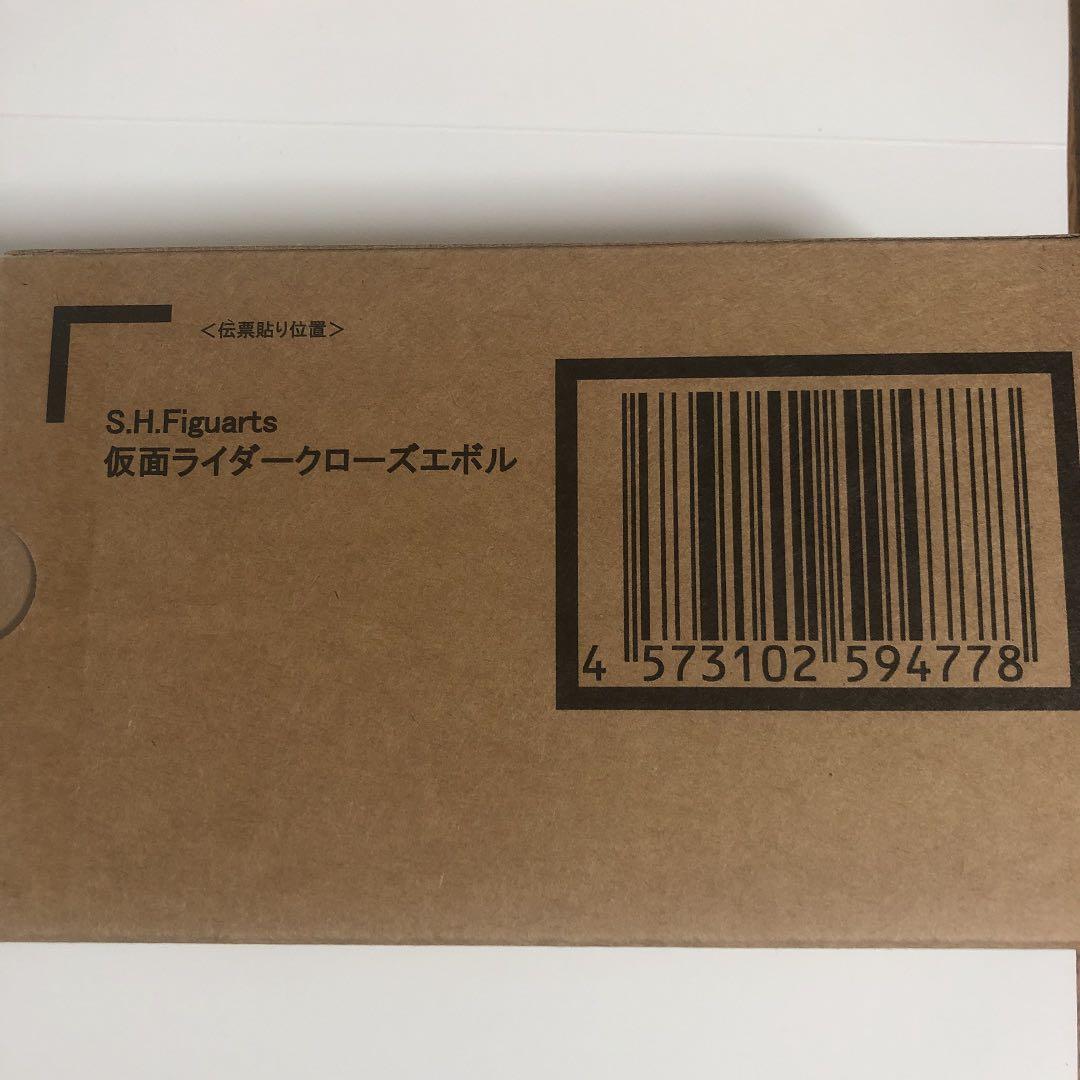 ＜伝票貼り位置＞
S.H.Figuarts
仮面ライダークローズエボル
4 573102 594778